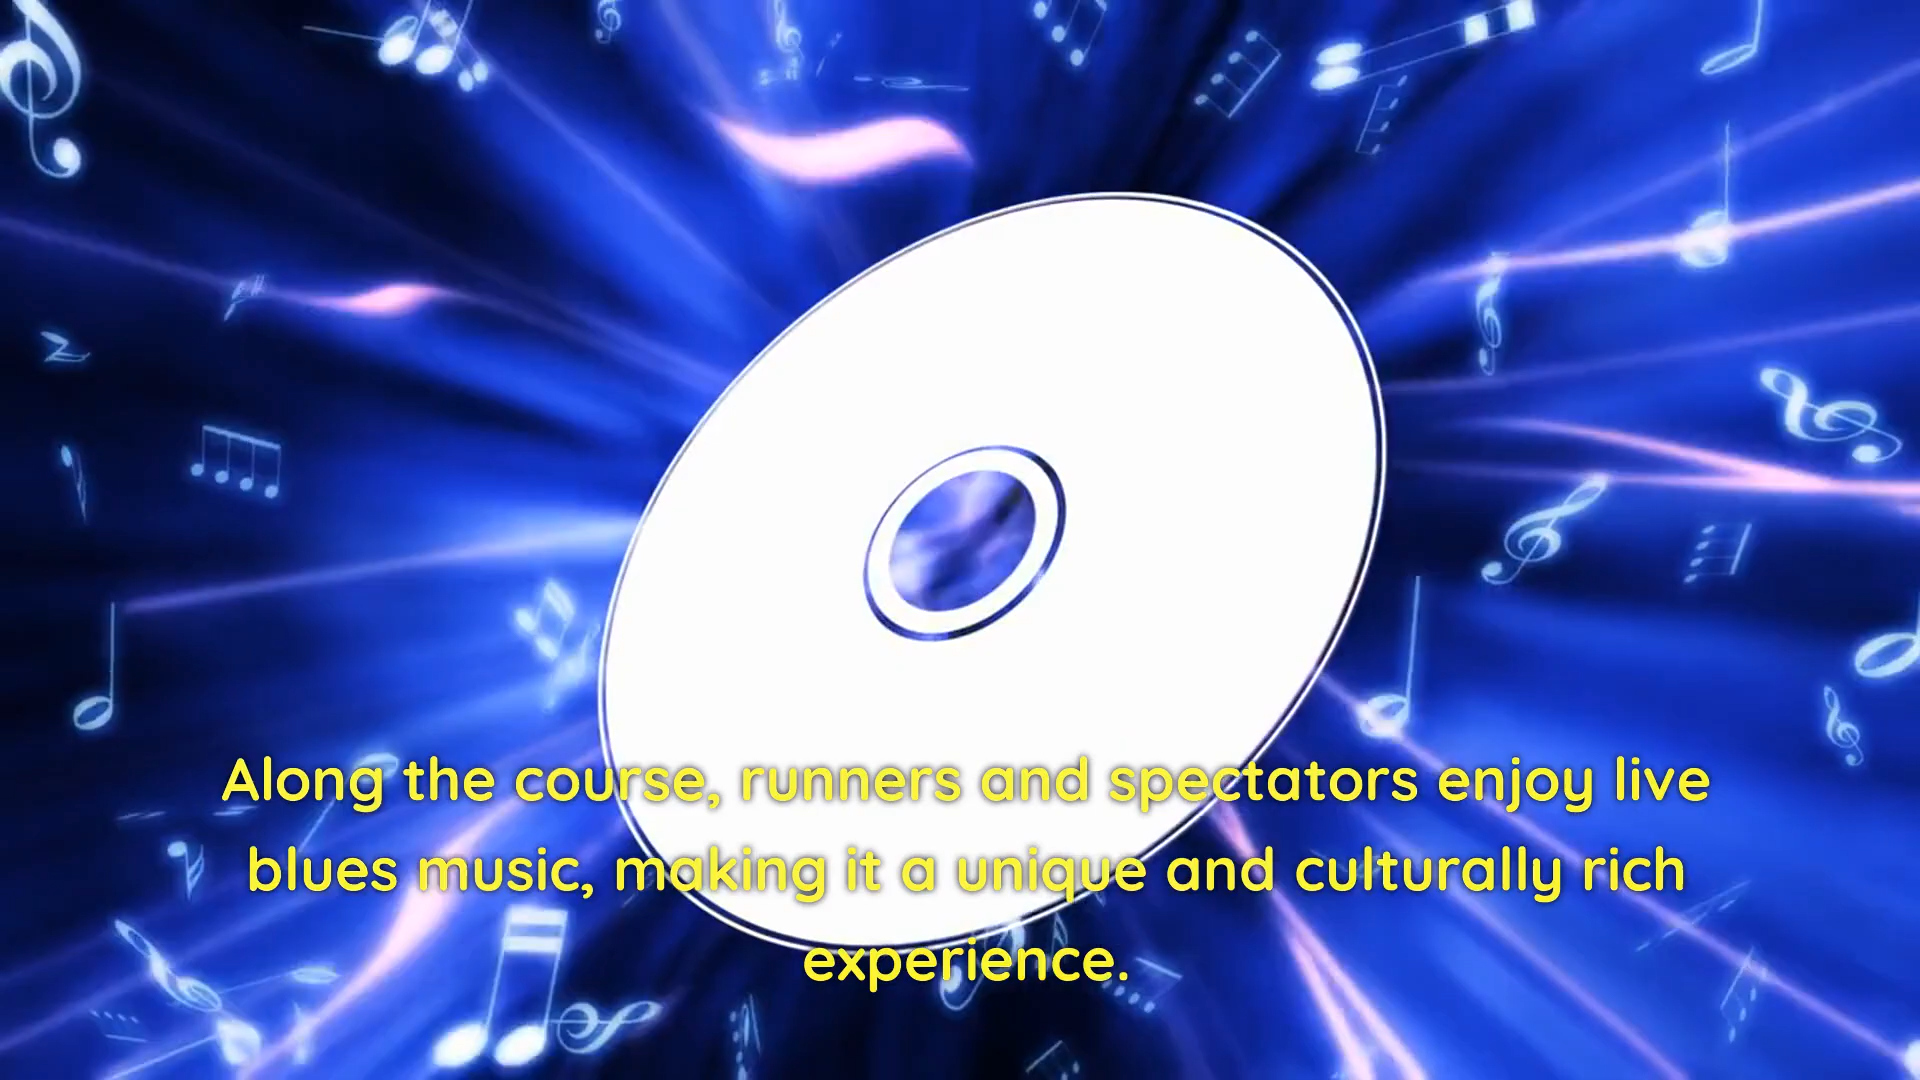 Along the course, runners and spectators enjoy live
blues music, making it a unique and culturally rich
experience.